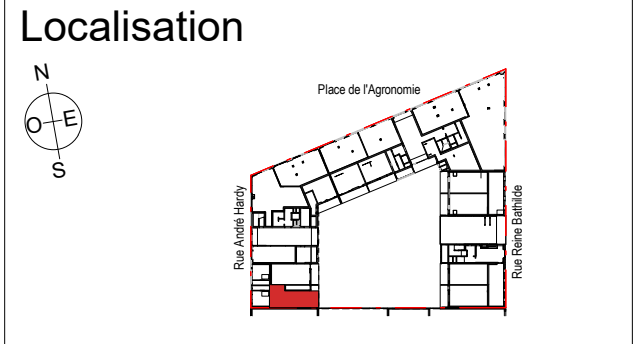 Localisation
N
O E
S
Place de l'Agronomie
Rue André Hardy
Rue Reine Bathilde